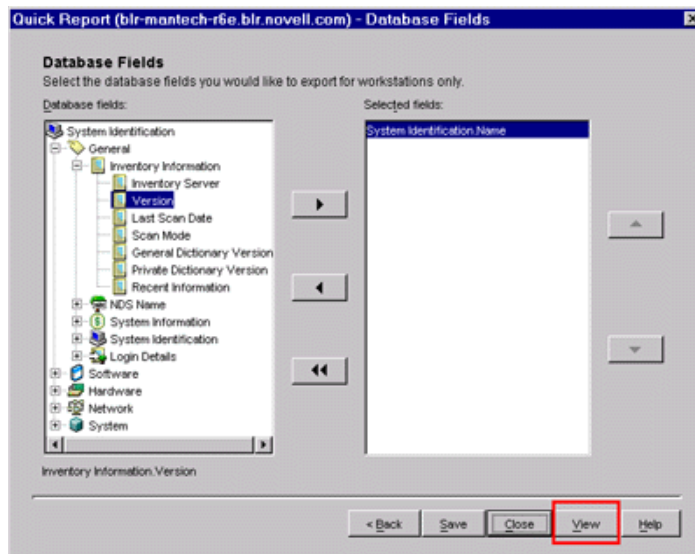 Quick Report (blr-mantech-r6e.blr.novell.com) - Database Fields
Database Fields
Select the database fields you would like to export for workstations only.
Database fields:
System Identification
General
Inventory Information
Inventory Server
Version
Last Scan Date
Scan Mode
General Dictionary Version
Private Dictionary Version
Recent Information
NDS Name
System Information
System Identification
Login Details
Software
Hardware
Network
System
Inventory Information.Version
Selected fields:
System Identification.Name
< Back Save Close View Help